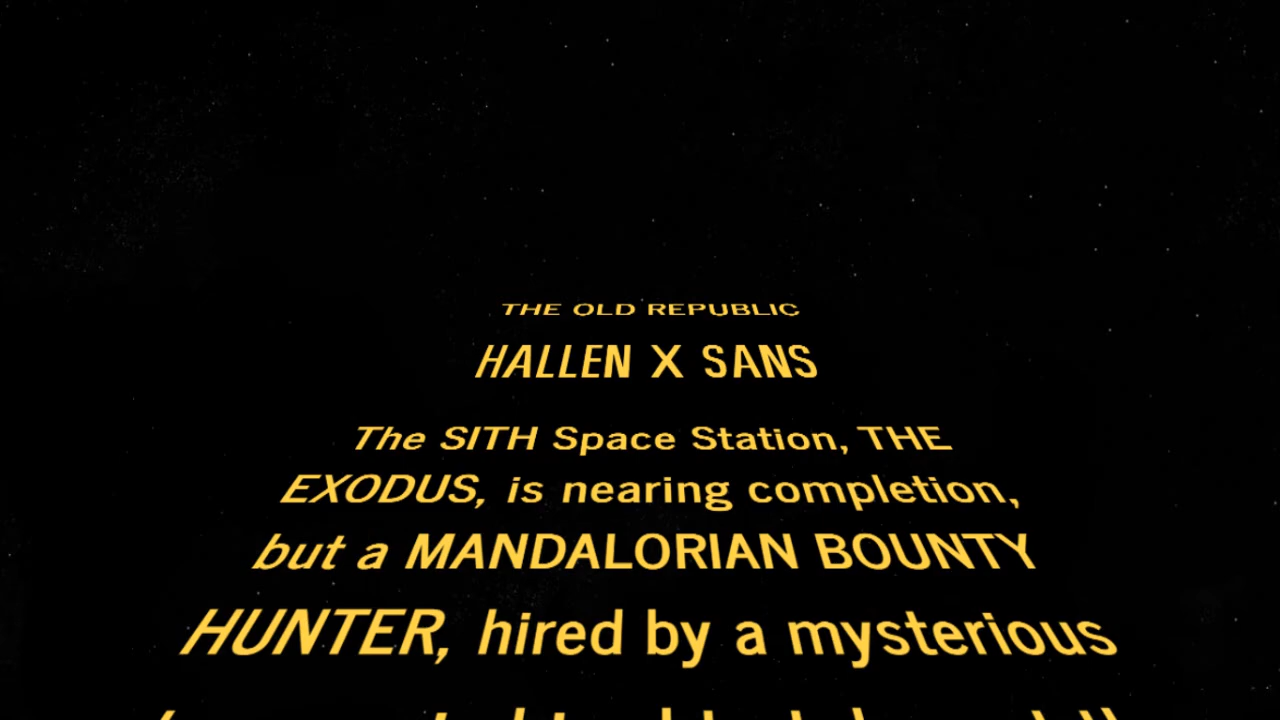 THE OLD REPUBLIC
HALLEN X SANS
The SITH Space Station, THE
EXODUS, is nearing completion,
but a MANDALORIAN BOUNTY
HUNTER, hired by a mysterious